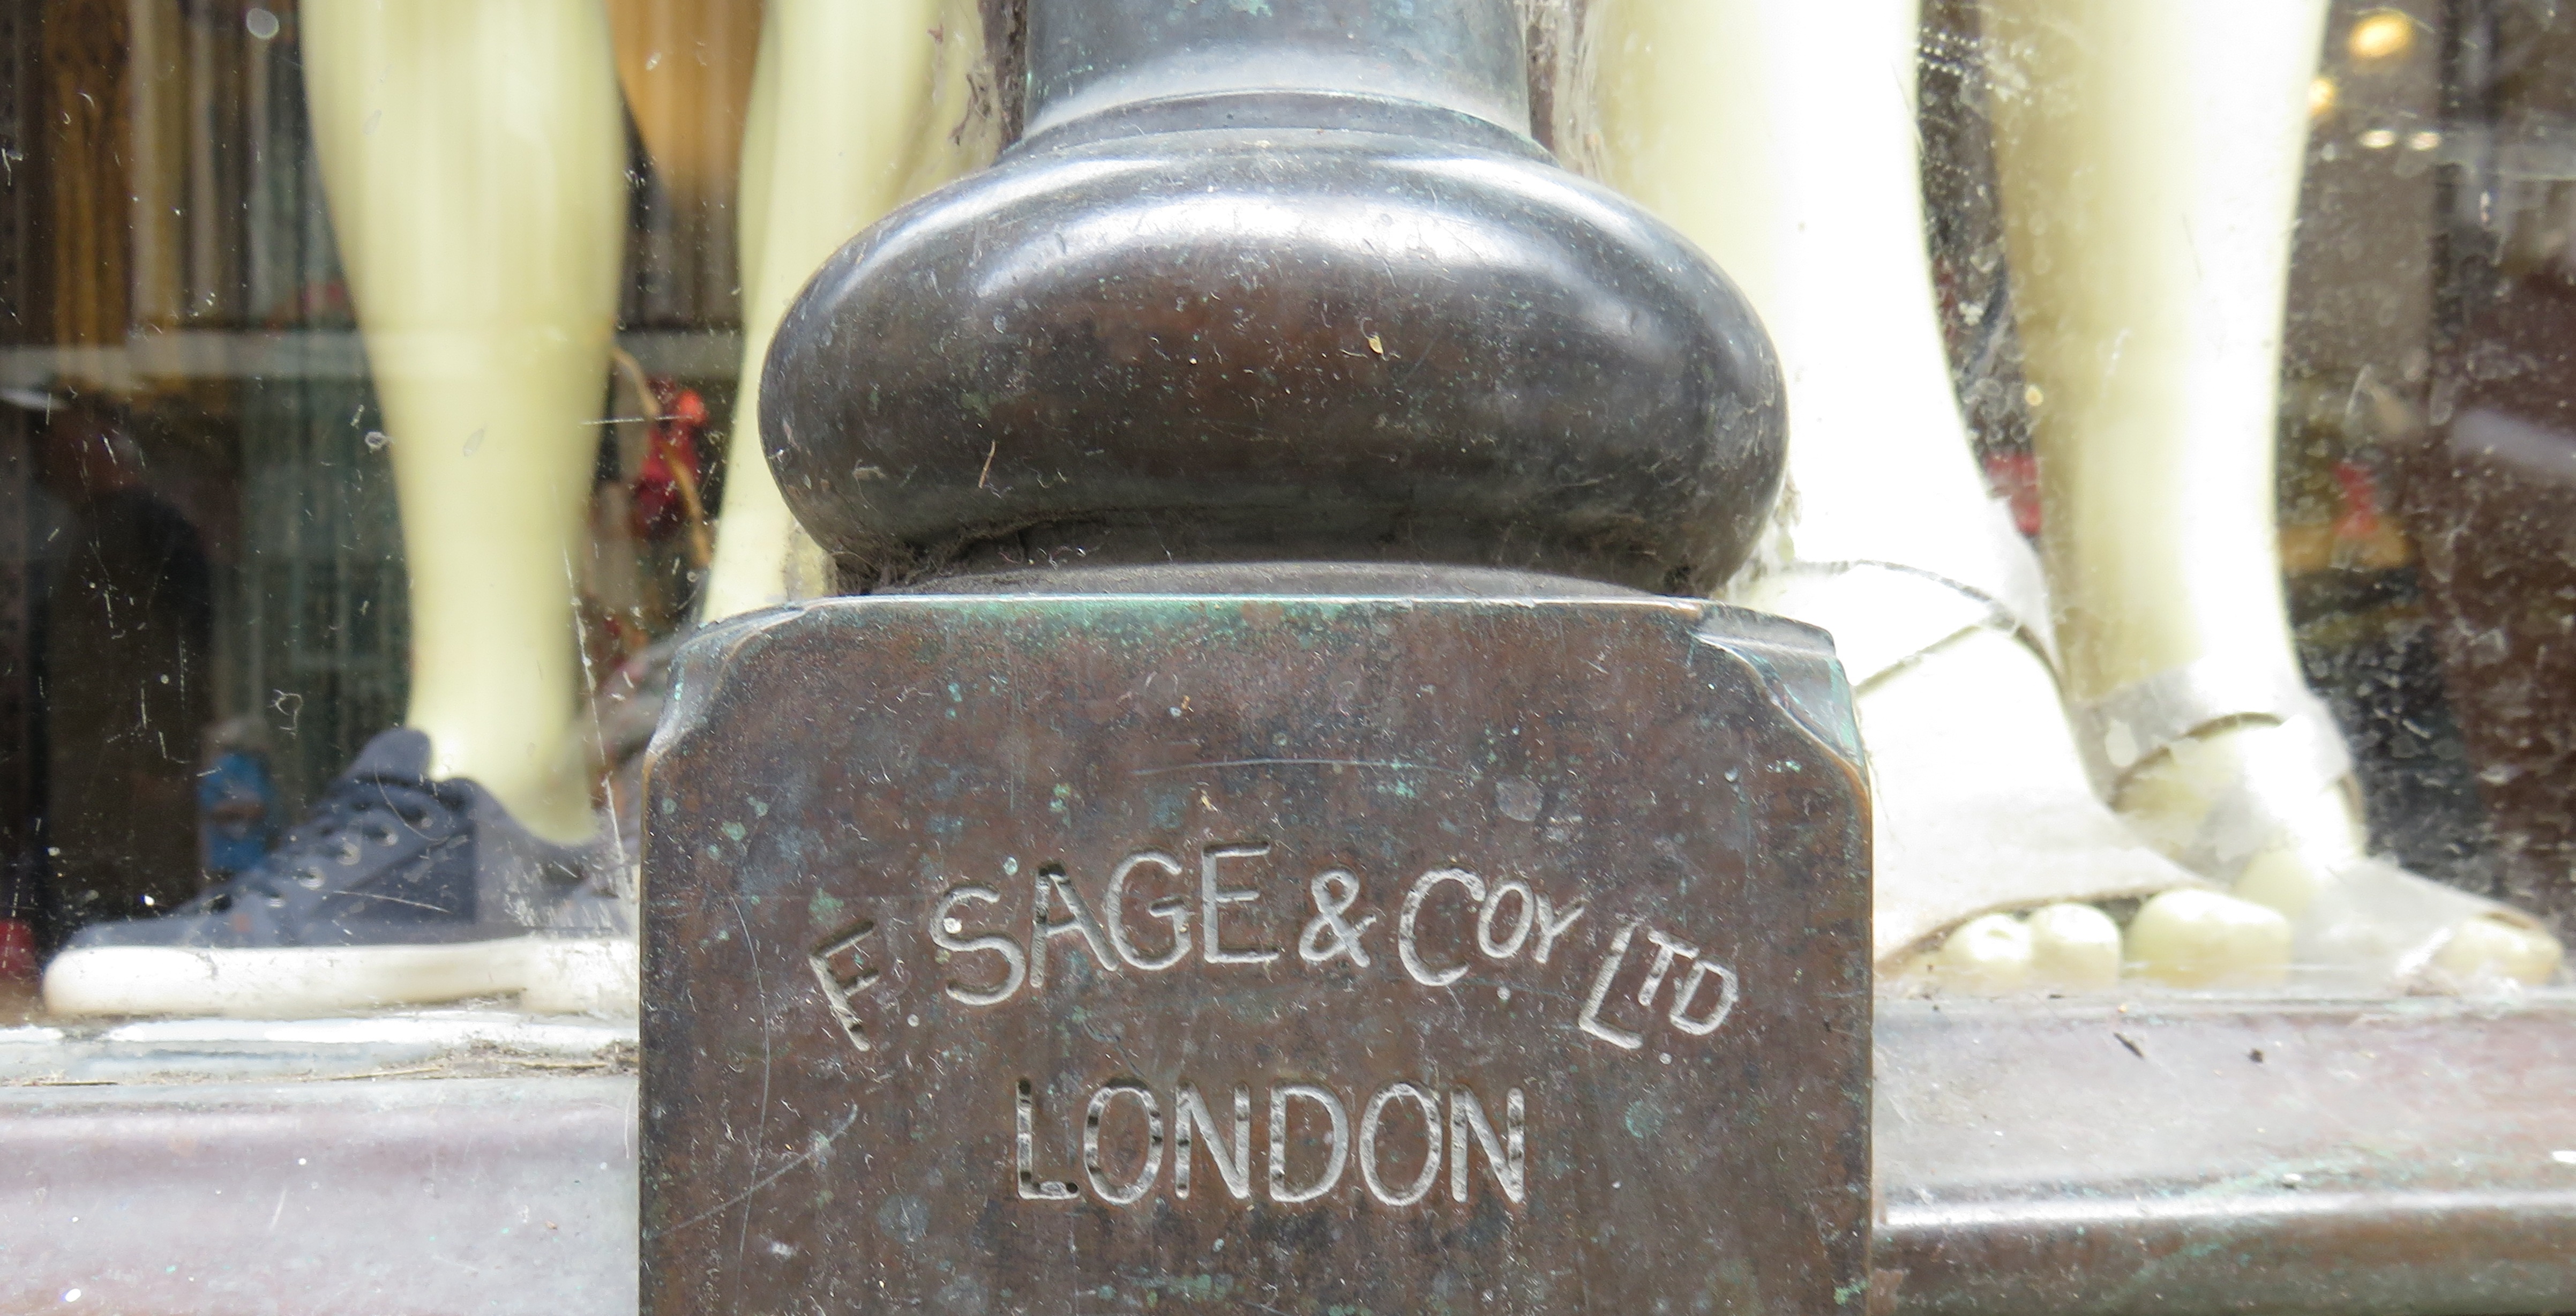 F. SAGE & COY. LTD.
LONDON